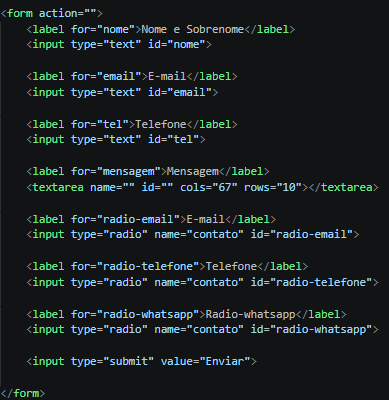 <form action="">
<label for="nome">Nome e Sobrenome</label>
<input type="text" id="nome">
<label for="email">E-mail</label>
<input type="text" id="email">
<label for="tel">Telefone</label>
<input type="text" id="tel">
<label for="mensagem">Mensagem</label>
<textarea name="" id="" cols="67" rows="10"></textarea>
<label for="radio-email">E-mail</label>
<input type="radio" name="contato" id="radio-email">
<label for="radio-telefone">Telefone</label>
<input type="radio" name="contato" id="radio-telefone">
<label for="radio-whatsapp">Radio-whatsapp</label>
<input type="radio" name="contato" id="radio-whatsapp">
<input type="submit" value="Enviar">
</form>